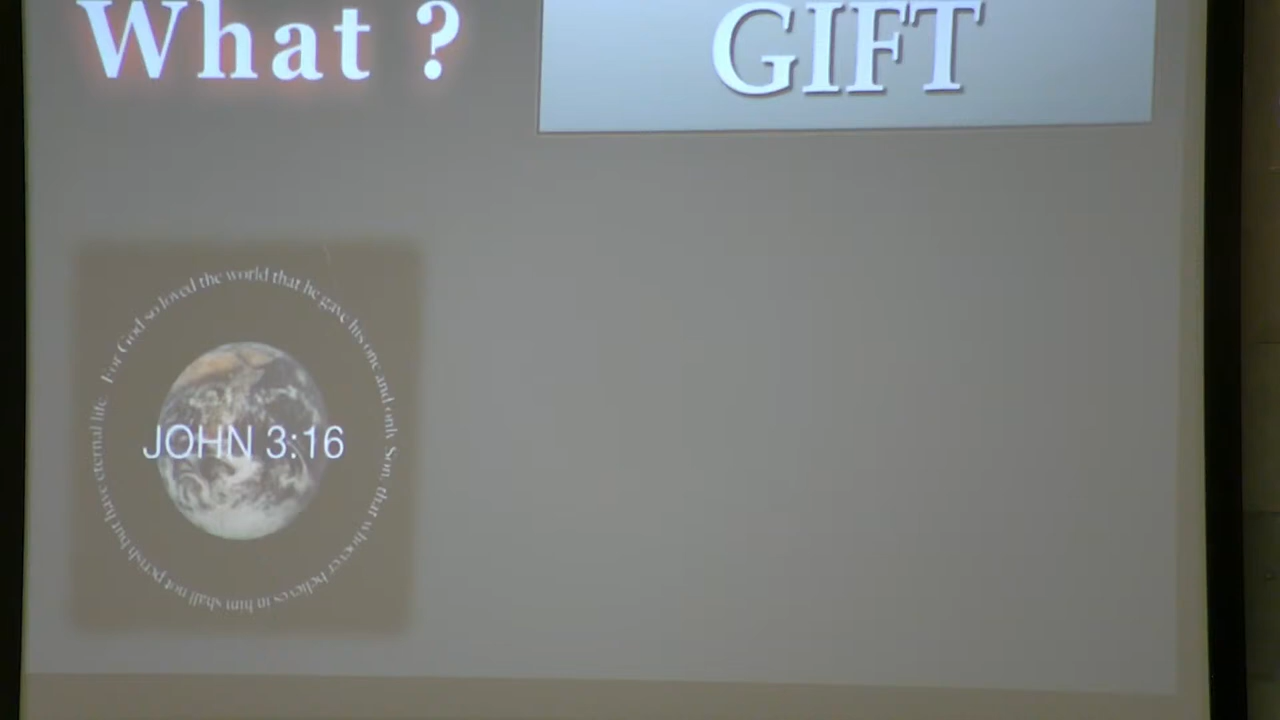 What ?
GIFT
For God so loved the world that he gave his one and only Son, that whoever believes in him shall not perish but have eternal life.
JOHN 3:16